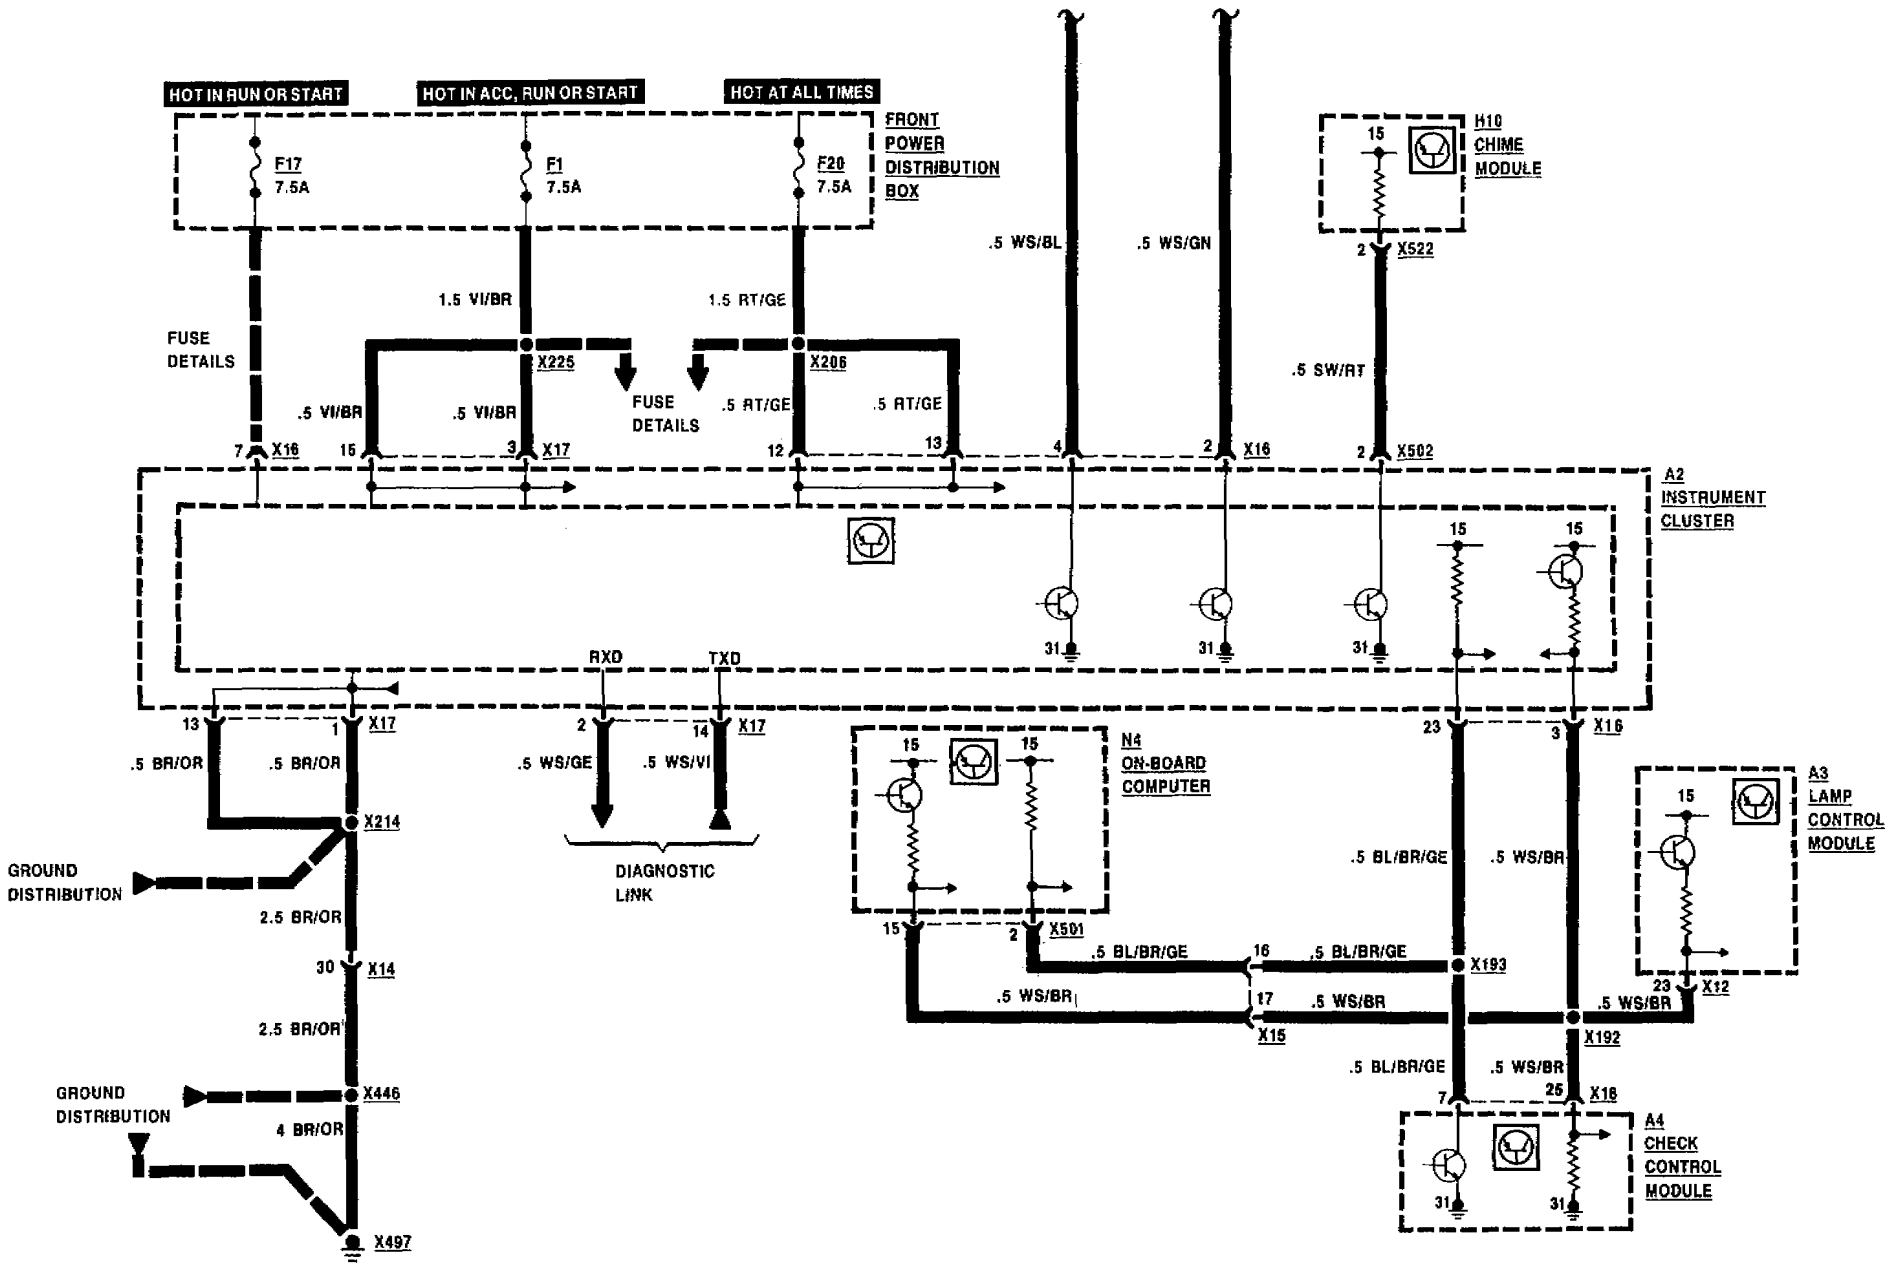 HOT IN RUN OR START
HOT IN ACC, RUN OR START
HOT AT ALL TIMES
F17
7.5A
F1
7.5A
F20
7.5A
FRONT
POWER
DISTRIBUTION
BOX
15
H10
CHIME
MODULE
.5 WS/BL
.5 WS/GN
2
X522
1.5 VI/BR
1.5 RT/GE
FUSE
DETAILS
X225
X206
.5 SW/RT
.5 VI/BR
.5 VI/BR
FUSE
DETAILS
.5 RT/GE
.5 RT/GE
7
X16
15
3
X17
12
13
4
2
X16
2
X502
A2
INSTRUMENT
CLUSTER
15
15
31
31
31
RXD
TXD
13
1
X17
2
14
X17
23
3
X16
.5 BR/OR
.5 BR/OR
.5 WS/GE
.5 WS/VI
15
15
N4
ON-BOARD
COMPUTER
15
A3
LAMP
CONTROL
MODULE
X214
DIAGNOSTIC
LINK
.5 BL/BR/GE
.5 WS/BR
GROUND
DISTRIBUTION
2.5 BR/OR
15
2
X501
30
X14
.5 BL/BR/GE
16
.5 BL/BR/GE
X193
.5 WS/BR
17
.5 WS/BR
.5 WS/BR
23
X12
X15
X192
2.5 BR/OR
.5 BL/BR/GE
.5 WS/BR
GROUND
DISTRIBUTION
X446
7
25
X18
4 BR/OR
A4
CHECK
CONTROL
MODULE
31
31
X497